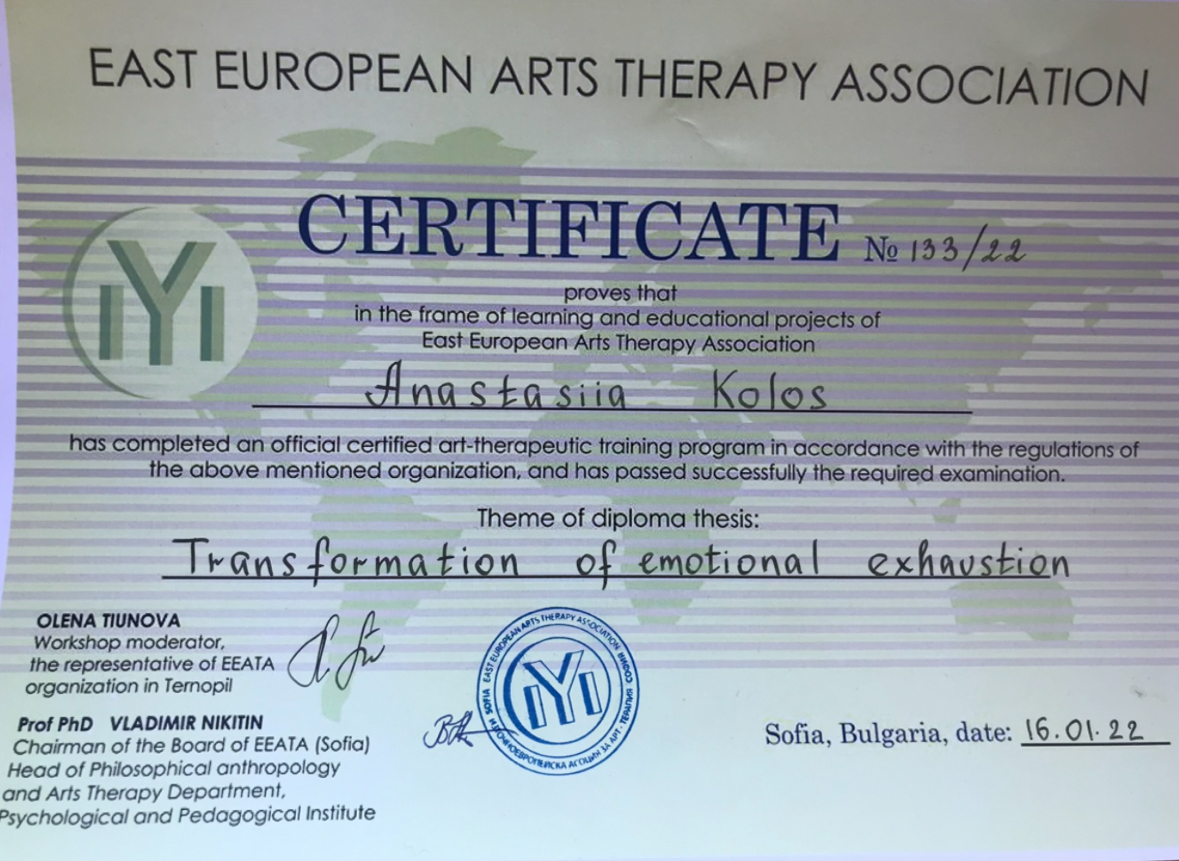 EAST EUROPEAN ARTS THERAPY ASSOCIATION
CERTIFICATE № 133/22
proves that
in the frame of learning and educational projects of
East European Arts Therapy Association
Anastasiia Kolos
has completed an official certified art-therapeutic training program in accordance with the regulations of
the above mentioned organization, and has passed successfully the required examination.
Theme of diploma thesis:
Transformation of emotional exhaustion
OLENA TIUNOVA
Workshop moderator,
the representative of EEATA
organization in Ternopil
Prof PhD VLADIMIR NIKITIN
Chairman of the Board of EEATA (Sofia)
Head of Philosophical anthropology
and Arts Therapy Department,
Psychological and Pedagogical Institute
SOFIA EAST EUROPEAN ARTS THERAPY ASSOCIATION
ЗА АРТ-ТЕРАПИЯ СОФИЯ
Sofia, Bulgaria, date: 16.01.22